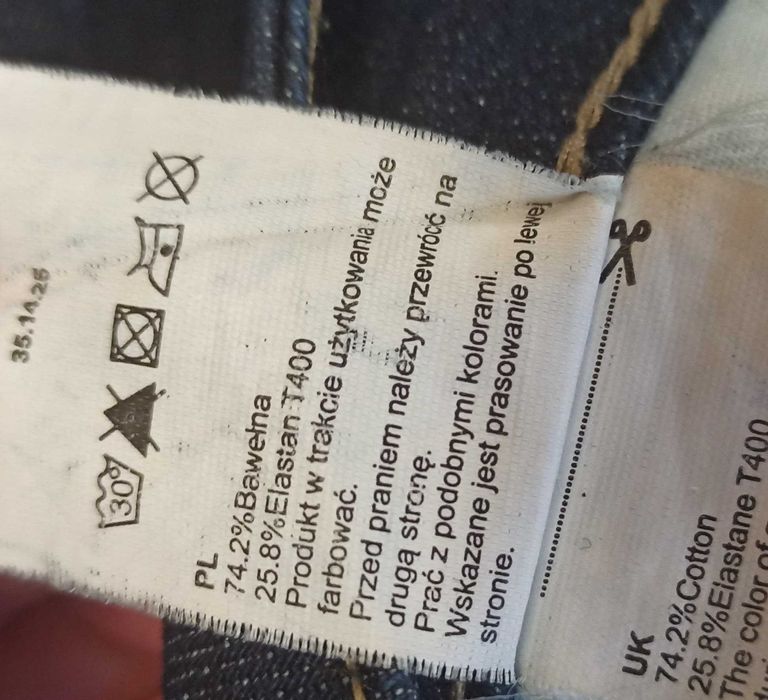 35.14.25
30°
PL
74.2%Bawełna
25.8%Elastan T400
Produkt w trakcie użytkowania może
farbować.
Przed praniem należy przewrócć na
drugą stronę.
Prać z podobnymi kolorami.
Wskazane jest prasowanie po lewej
stronie.
UK
74.2%Cotton
25.8%Elastane T400
The color of